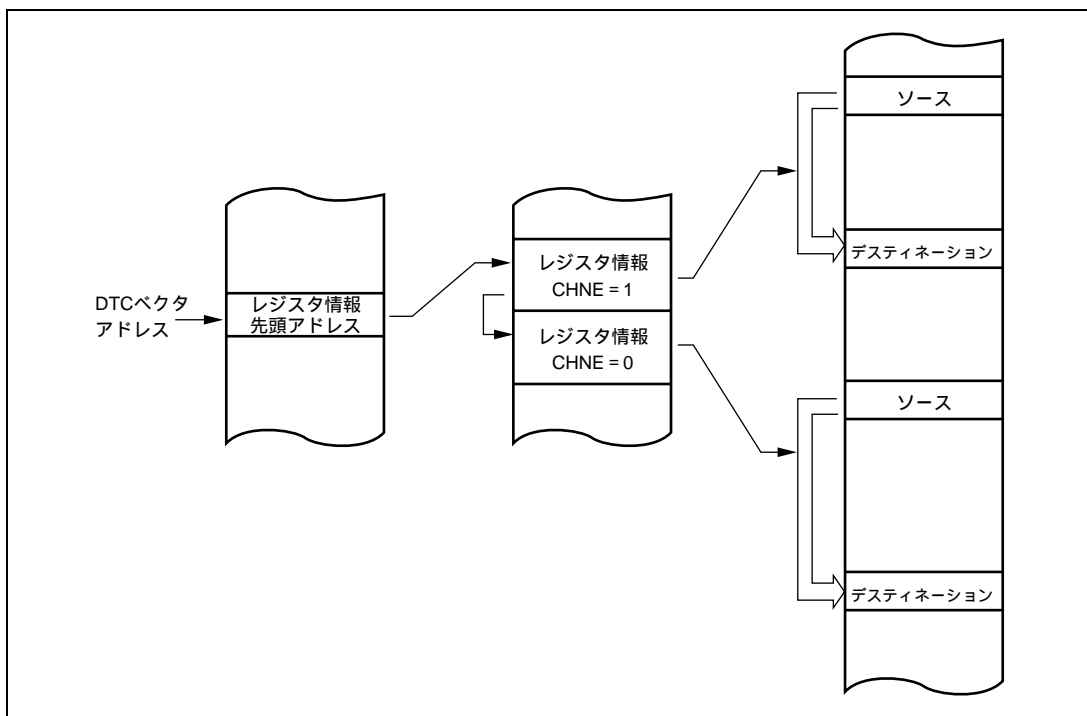 DTCベクタ
アドレス
レジスタ情報
先頭アドレス
レジスタ情報
CHNE = 1
レジスタ情報
CHNE = 0
ソース
デスティネーション
ソース
デスティネーション